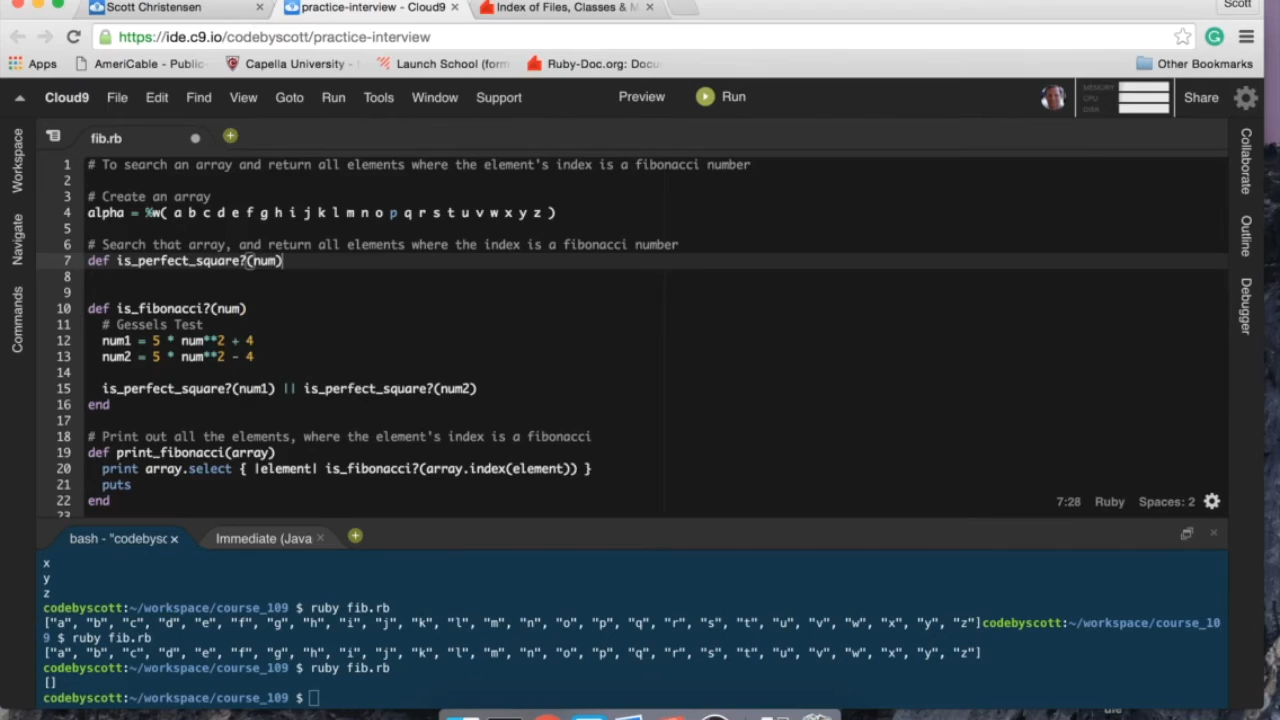 Scott Christensen
practice-interview - Cloud9
Index of Files, Classes & M
Scott
https://ide.c9.io/codebyscott/practice-interview
Apps
AmeriCable - Public-
Capella University -
Launch School (form
Ruby-Doc.org: Docu
Other Bookmarks
Cloud9 File Edit Find View Goto Run Tools Window Support
Preview
Run
MEMORY
CPU
DISK
Share
Workspace
Navigate
Commands
Collaborate
Outline
Debugger
fib.rb
1 # To search an array and return all elements where the element's index is a fibonacci number
2
3 # Create an array
4 alpha = %w( a b c d e f g h i j k l m n o p q r s t u v w x y z )
5
6 # Search that array, and return all elements where the index is a fibonacci number
7 def is_perfect_square?(num)
8
9
10 def is_fibonacci?(num)
11 # Gessels Test
12 num1 = 5 * num**2 + 4
13 num2 = 5 * num**2 - 4
14
15 is_perfect_square?(num1) || is_perfect_square?(num2)
16 end
17
18 # Print out all the elements, where the element's index is a fibonacci
19 def print_fibonacci(array)
20 print array.select { |element| is_fibonacci?(array.index(element)) }
21 puts
22 end
23
7:28 Ruby Spaces: 2
bash - "codebysc
Immediate (Java
x
y
z
codebyscott:~/workspace/course_109 $ ruby fib.rb
["a", "b", "c", "d", "e", "f", "g", "h", "i", "j", "k", "l", "m", "n", "o", "p", "q", "r", "s", "t", "u", "v", "w", "x", "y", "z"]codebyscott:~/workspace/course_10
9 $ ruby fib.rb
["a", "b", "c", "d", "e", "f", "g", "h", "i", "j", "k", "l", "m", "n", "o", "p", "q", "r", "s", "t", "u", "v", "w", "x", "y", "z"]
codebyscott:~/workspace/course_109 $ ruby fib.rb
[]
codebyscott:~/workspace/course_109 $